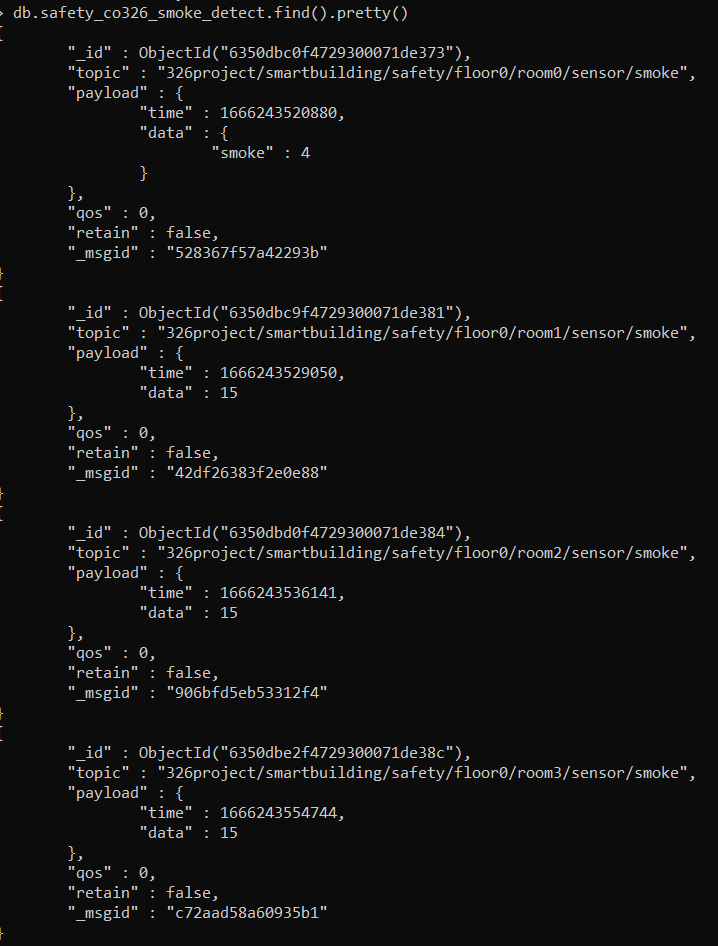 > db.safety_co326_smoke_detect.find().pretty()
{
        "_id" : ObjectId("6350dbc0f4729300071de373"),
        "topic" : "326project/smartbuilding/safety/floor0/room0/sensor/smoke",
        "payload" : {
                "time" : 1666243520880,
                "data" : {
                        "smoke" : 4
                }
        },
        "qos" : 0,
        "retain" : false,
        "_msgid" : "528367f57a42293b"
}
{
        "_id" : ObjectId("6350dbc9f4729300071de381"),
        "topic" : "326project/smartbuilding/safety/floor0/room1/sensor/smoke",
        "payload" : {
                "time" : 1666243529050,
                "data" : 15
        },
        "qos" : 0,
        "retain" : false,
        "_msgid" : "42df26383f2e0e88"
}
{
        "_id" : ObjectId("6350dbd0f4729300071de384"),
        "topic" : "326project/smartbuilding/safety/floor0/room2/sensor/smoke",
        "payload" : {
                "time" : 1666243536141,
                "data" : 15
        },
        "qos" : 0,
        "retain" : false,
        "_msgid" : "906bfd5eb53312f4"
}
{
        "_id" : ObjectId("6350dbe2f4729300071de38c"),
        "topic" : "326project/smartbuilding/safety/floor0/room3/sensor/smoke",
        "payload" : {
                "time" : 1666243554744,
                "data" : 15
        },
        "qos" : 0,
        "retain" : false,
        "_msgid" : "c72aad58a60935b1"
}